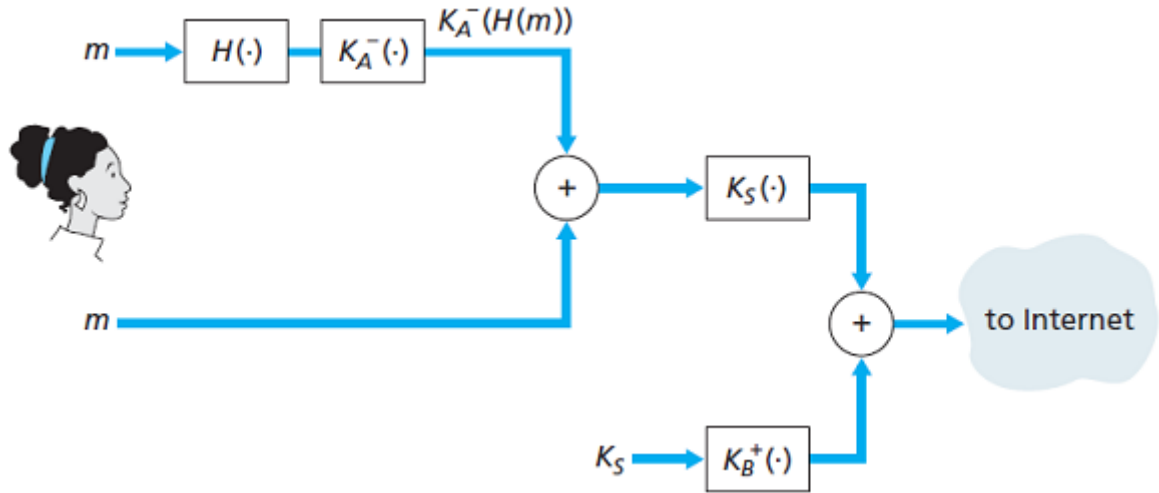 K_A^-(H(m))
m
H(·)
K_A^-(·)
+
K_S(·)
m
+
to Internet
K_S
K_B^+(·)